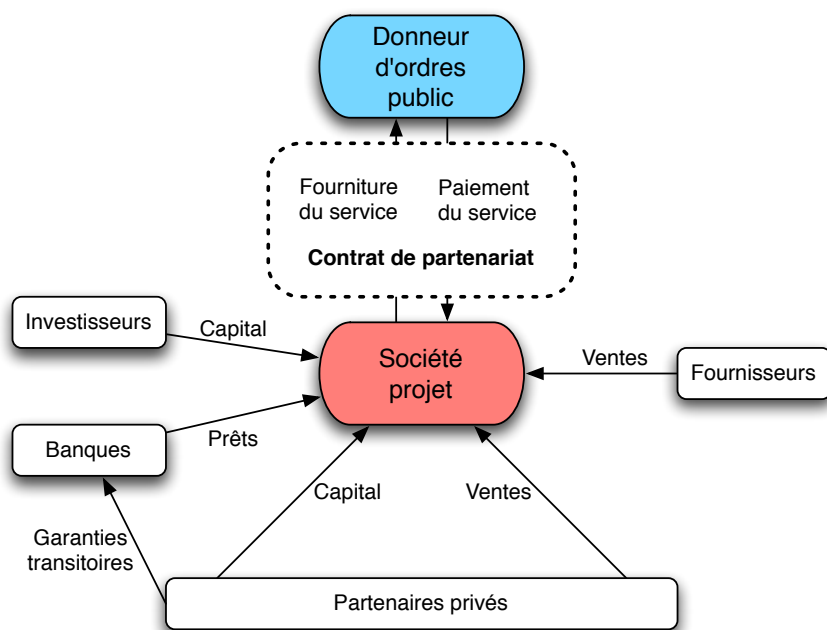 Donneur
d'ordres
public
Fourniture
du service
Paiement
du service
Contrat de partenariat
Investisseurs
Capital
Société
projet
Ventes
Fournisseurs
Banques
Prêts
Capital
Ventes
Garanties
transitoires
Partenaires privés